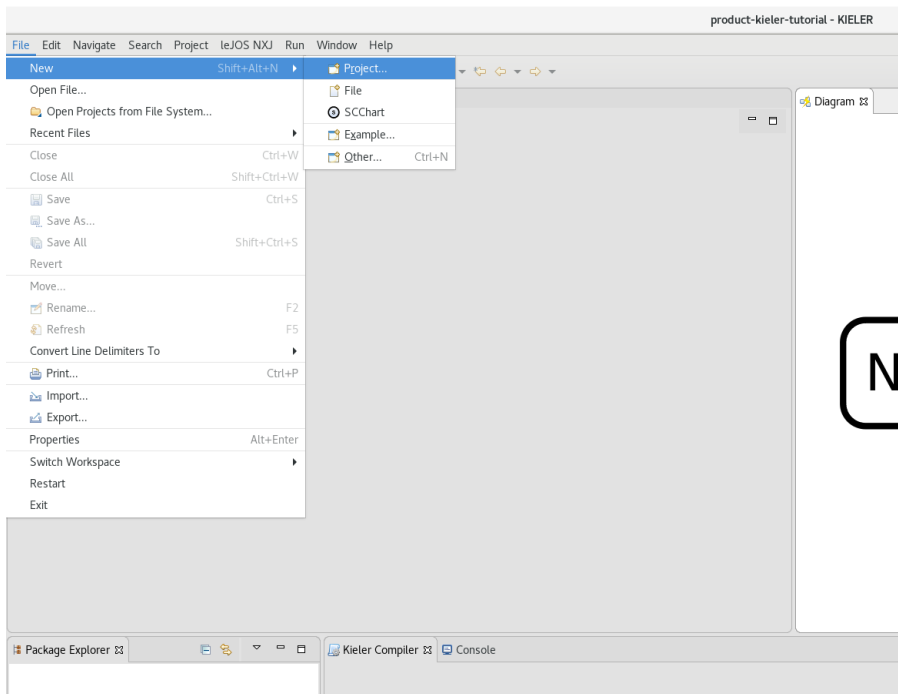 product-kieler-tutorial - KIELER
File Edit Navigate Search Project leJOS NXJ Run Window Help
New Shift+Alt+N
Open File...
Open Projects from File System...
Recent Files
Close Ctrl+W
Close All Shift+Ctrl+W
Save Ctrl+S
Save As...
Save All Shift+Ctrl+S
Revert
Move...
Rename... F2
Refresh F5
Convert Line Delimiters To
Print... Ctrl+P
Import...
Export...
Properties Alt+Enter
Switch Workspace
Restart
Exit
Project...
File
SCChart
Example...
Other... Ctrl+N
Diagram
N
Package Explorer
Kieler Compiler
Console